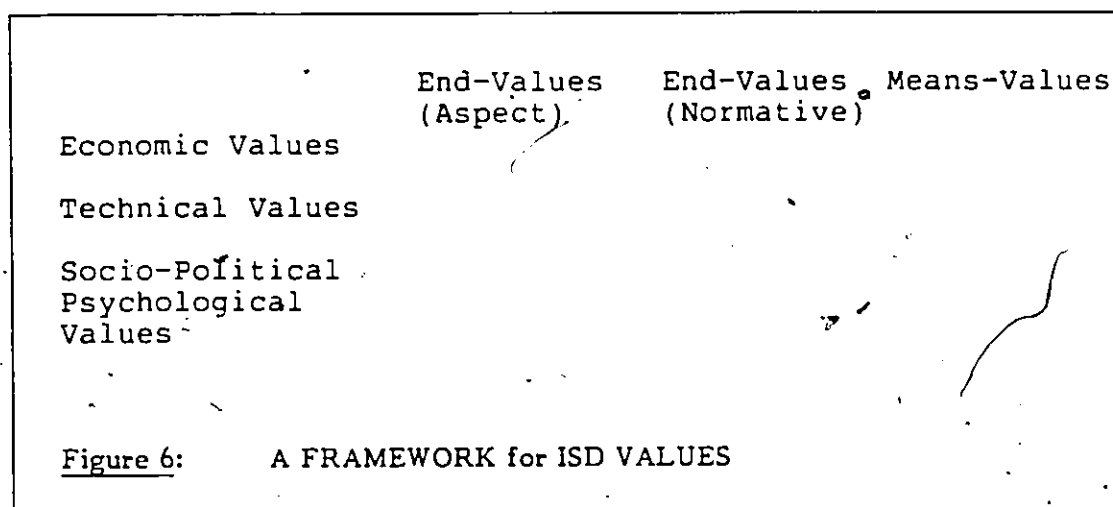 End-Values End-Values Means-Values
(Aspect) (Normative)
Economic Values
Technical Values
Socio-Political
Psychological
Values
Figure 6: A FRAMEWORK for ISD VALUES